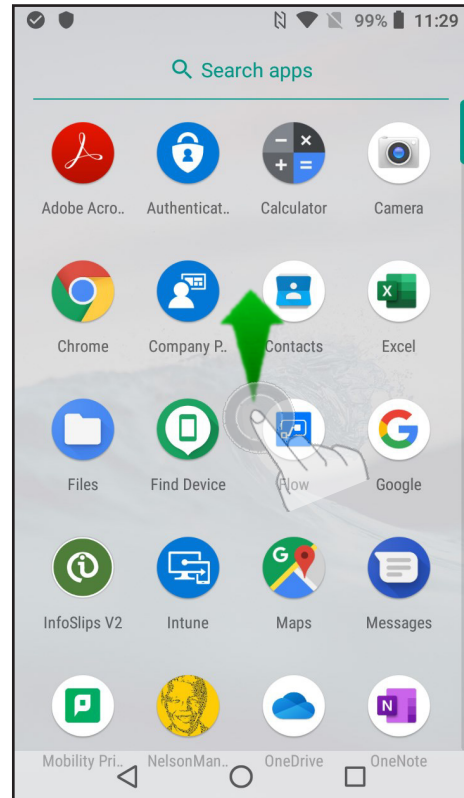 99% 11:29
Search apps
Adobe Acro.. Authenticat.. Calculator Camera
Chrome Company P.. Contacts Excel
Files Find Device Flow Google
InfoSlips V2 Intune Maps Messages
Mobility Pri.. NelsonMan.. OneDrive OneNote